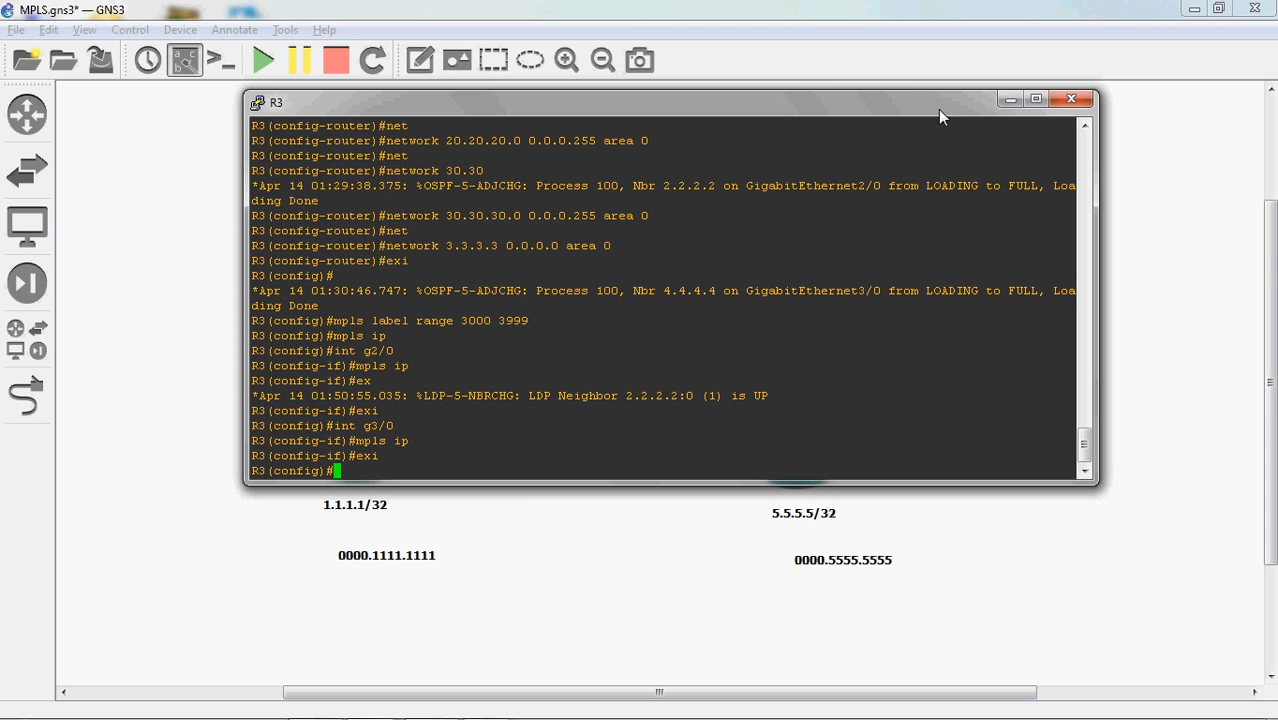 MPLS.gns3* — GNS3
File Edit View Control Device Annotate Tools Help
R3
R3(config-router)#net
R3(config-router)#network 20.20.20.0 0.0.0.255 area 0
R3(config-router)#net
R3(config-router)#network 30.30
*Apr 14 01:29:38.375: %OSPF-5-ADJCHG: Process 100, Nbr 2.2.2.2 on GigabitEthernet2/0 from LOADING to FULL, Loa
ding Done
R3(config-router)#network 30.30.30.0 0.0.0.255 area 0
R3(config-router)#net
R3(config-router)#network 3.3.3.3 0.0.0.0 area 0
R3(config-router)#exi
R3(config)#
*Apr 14 01:30:46.747: %OSPF-5-ADJCHG: Process 100, Nbr 4.4.4.4 on GigabitEthernet3/0 from LOADING to FULL, Loa
ding Done
R3(config)#mpls label range 3000 3999
R3(config)#mpls ip
R3(config)#int g2/0
R3(config-if)#mpls ip
R3(config-if)#ex
*Apr 14 01:50:55.035: %LDP-5-NBRCHG: LDP Neighbor 2.2.2.2:0 (1) is UP
R3(config-if)#exi
R3(config)#int g3/0
R3(config-if)#mpls ip
R3(config-if)#exi
R3(config)#
1.1.1.1/32
5.5.5.5/32
0000.1111.1111
0000.5555.5555